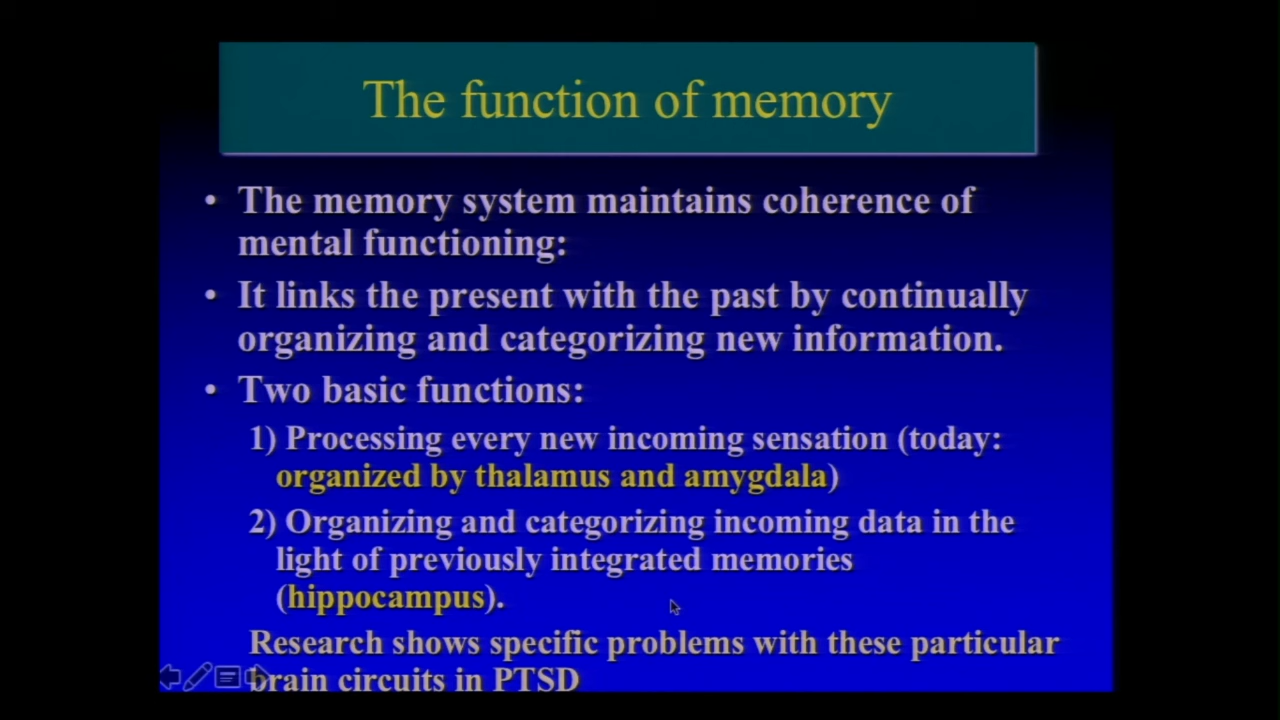 The function of memory
• The memory system maintains coherence of
mental functioning:
• It links the present with the past by continually
organizing and categorizing new information.
• Two basic functions:
1) Processing every new incoming sensation (today:
organized by thalamus and amygdala)
2) Organizing and categorizing incoming data in the
light of previously integrated memories
(hippocampus).
Research shows specific problems with these particular
brain circuits in PTSD